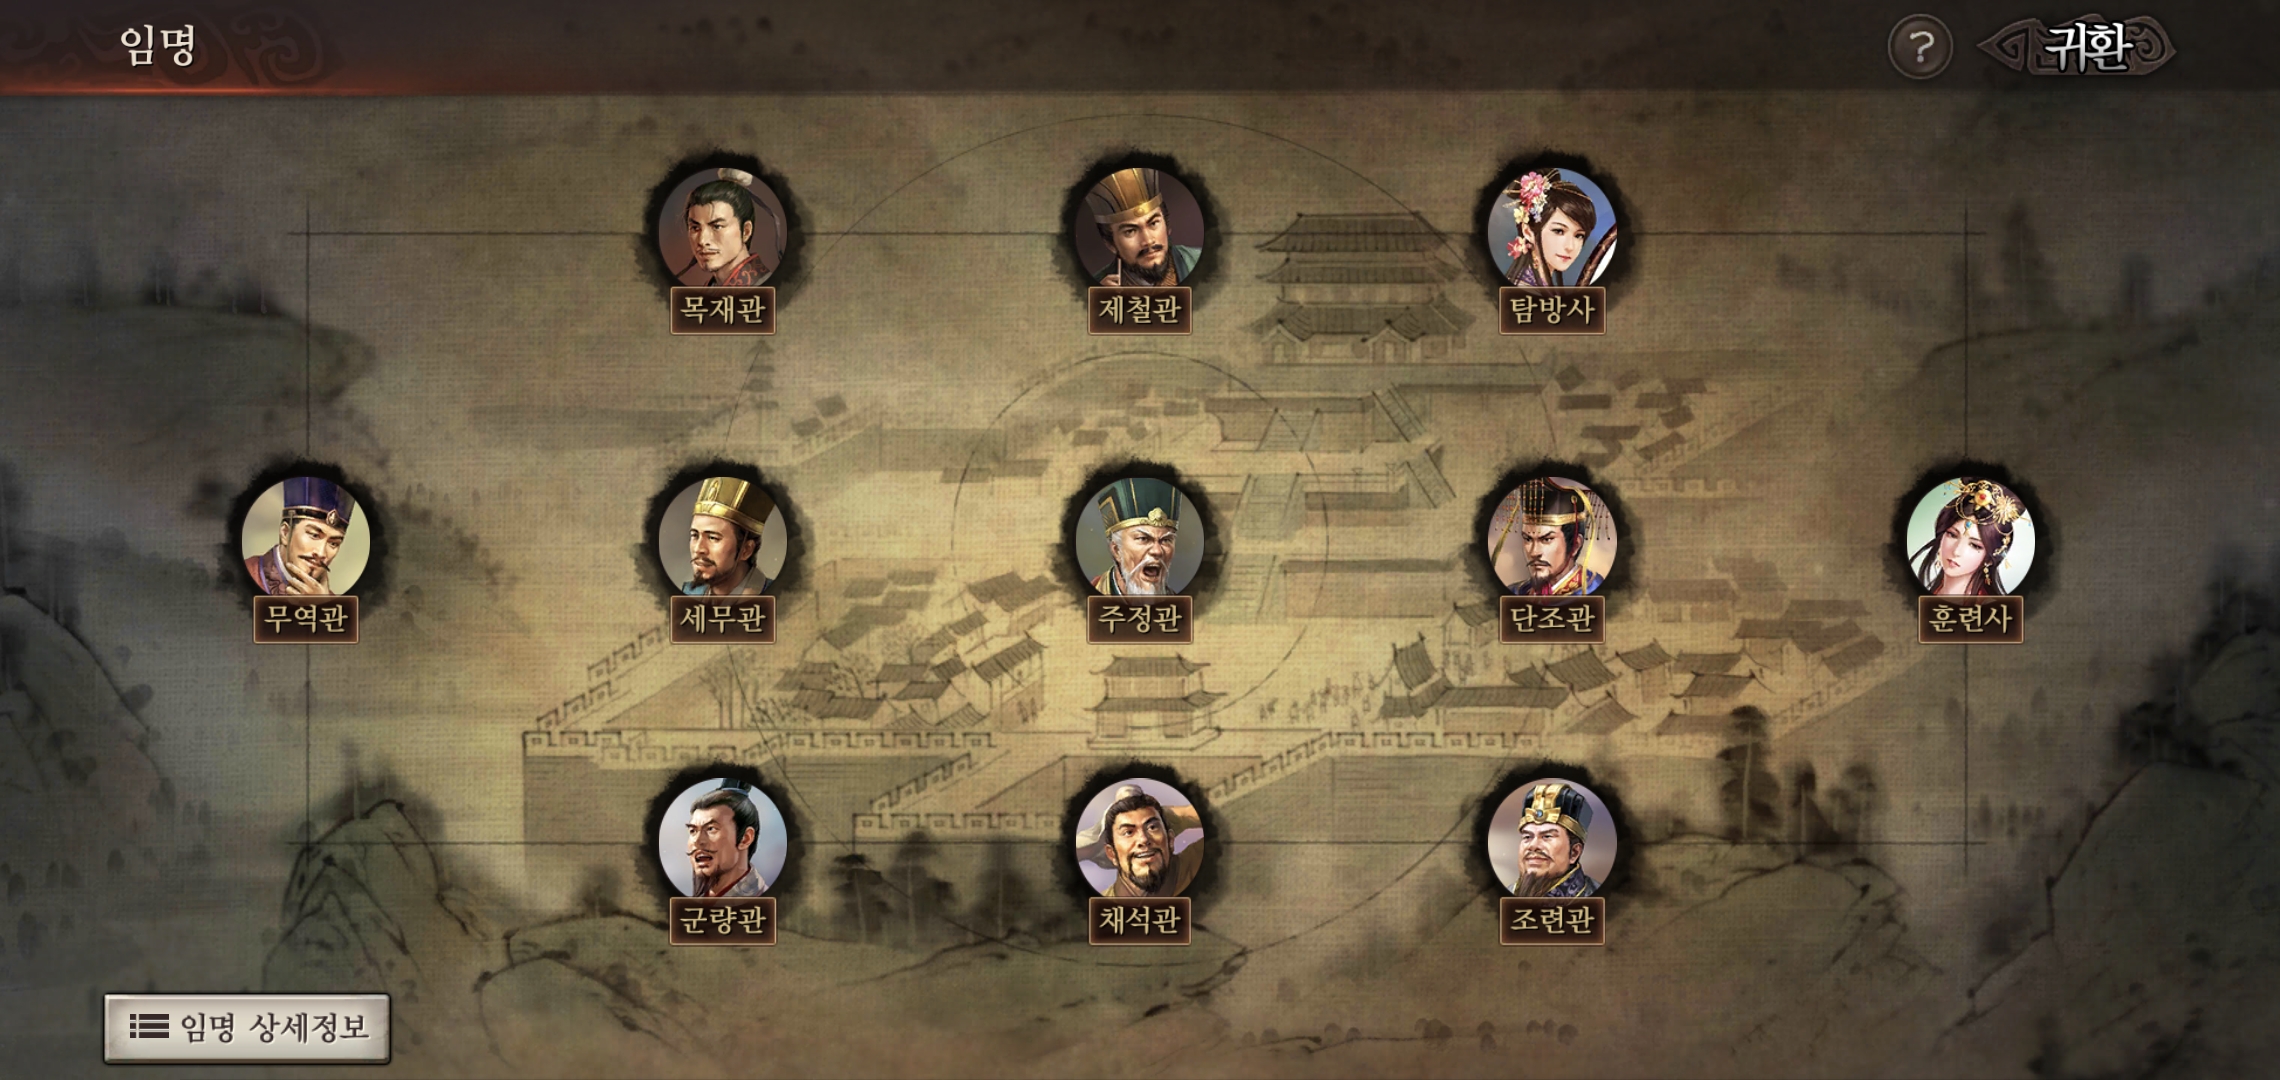 임명
?
귀환
목재관
제철관
탐방사
무역관
세무관
주정관
단조관
훈련사
군량관
채석관
조련관
임명 상세정보